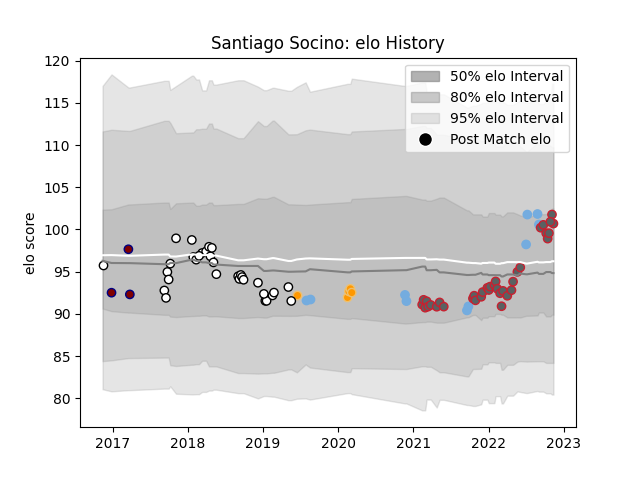 Santiago Socino: elo History
50% elo Interval
80% elo Interval
95% elo Interval
Post Match elo
elo score
120
115
110
105
100
95
90
85
80
2017 2018 2019 2020 2021 2022 2023